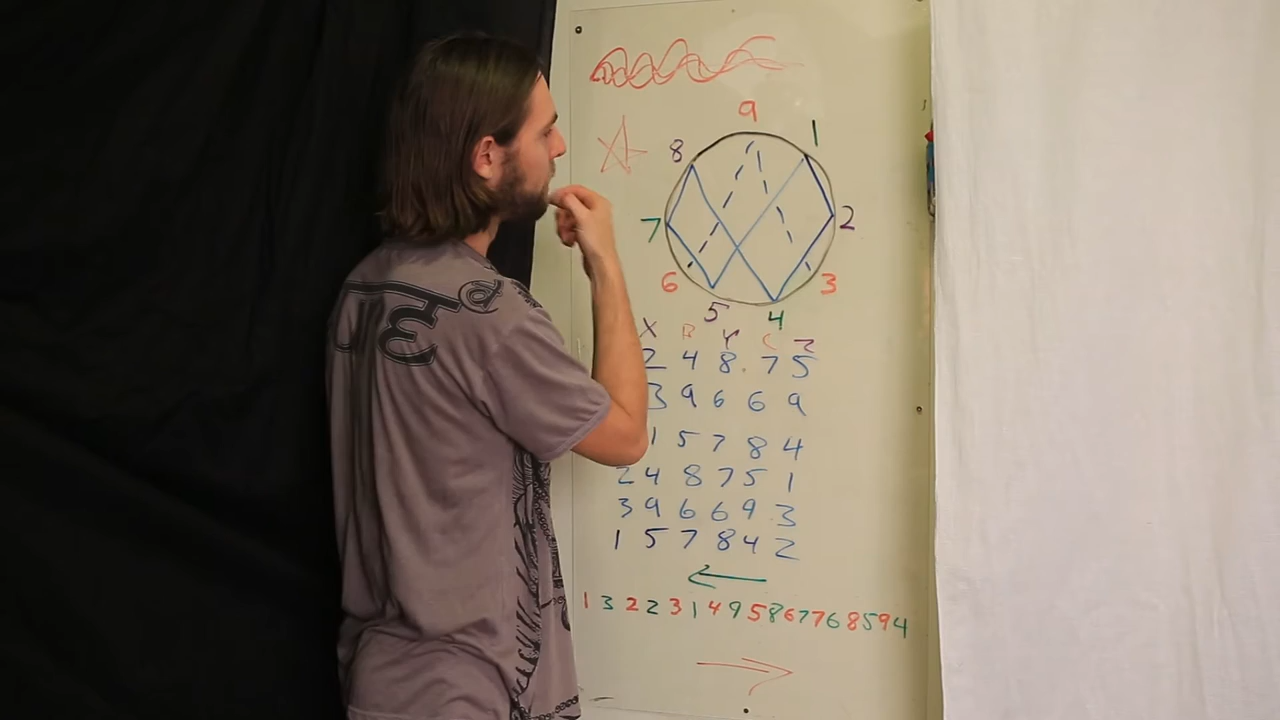 9
8 1
7 2
6 3
5 4
X B Y C Z
2 4 8 7 5
3 9 6 6 9
1 5 7 8 4
2 4 8 7 5 1
3 9 6 6 9 3
1 5 7 8 4 2
1 3 2 2 3 1 4 9 5 8 6 7 7 6 8 5 9 4